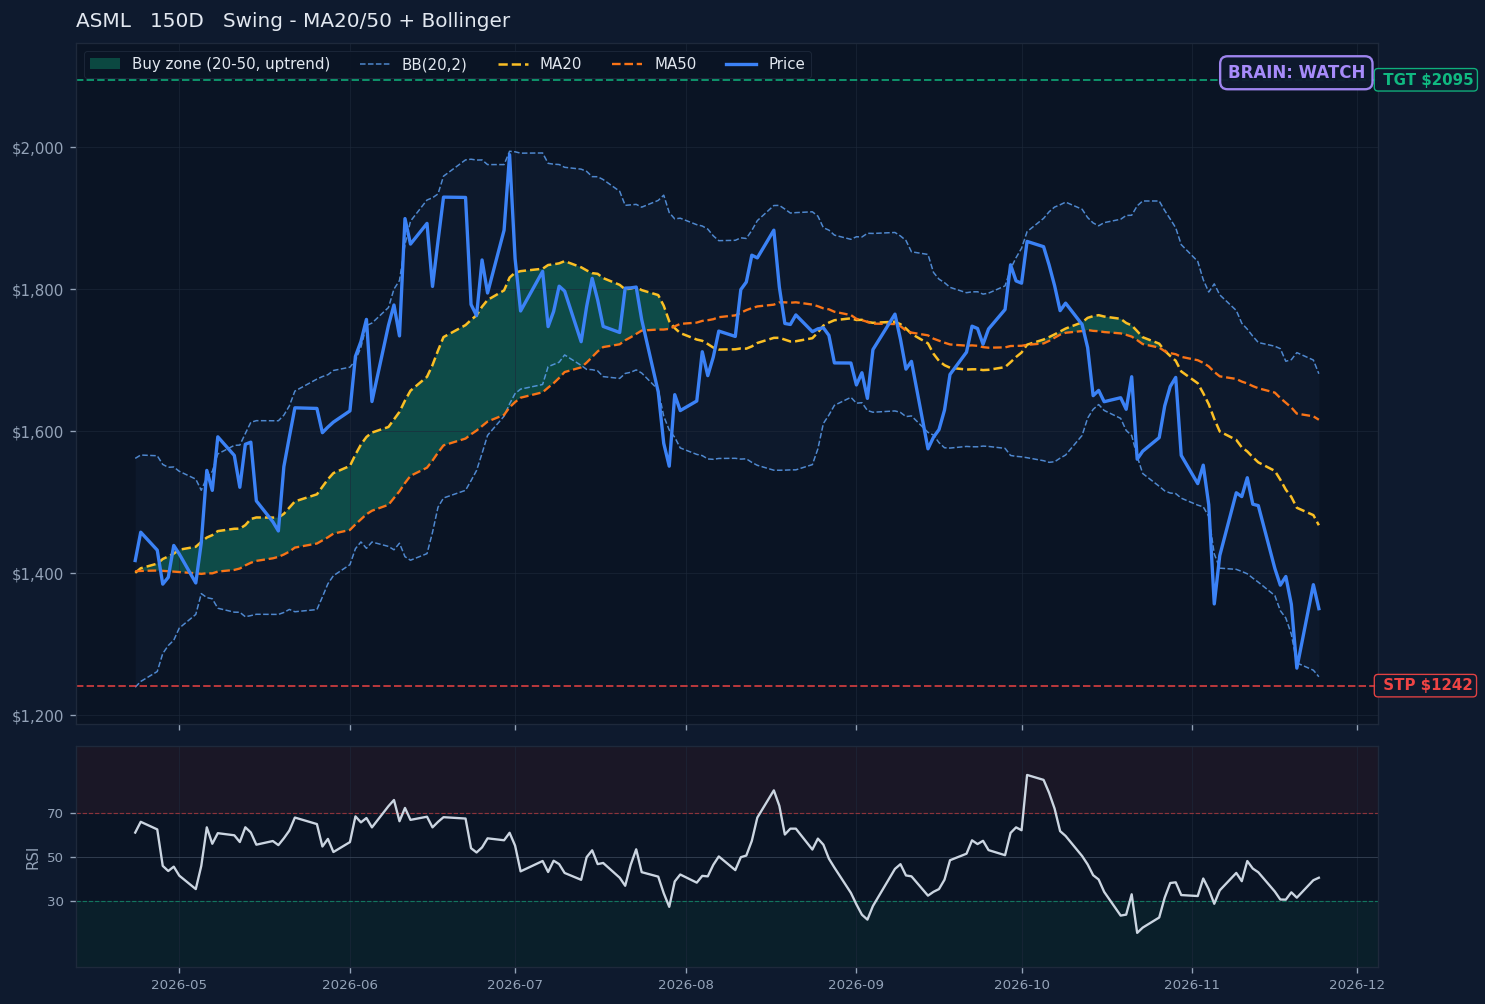 ASML   150D   Swing - MA20/50 + Bollinger
Buy zone (20-50, uptrend)   BB(20,2)   MA20   MA50   Price
BRAIN: WATCH
TGT $2095
$2,000
$1,800
$1,600
$1,400
STP $1242
$1,200
70
50
30
RSI
2026-05   2026-06   2026-07   2026-08   2026-09   2026-10   2026-11   2026-12